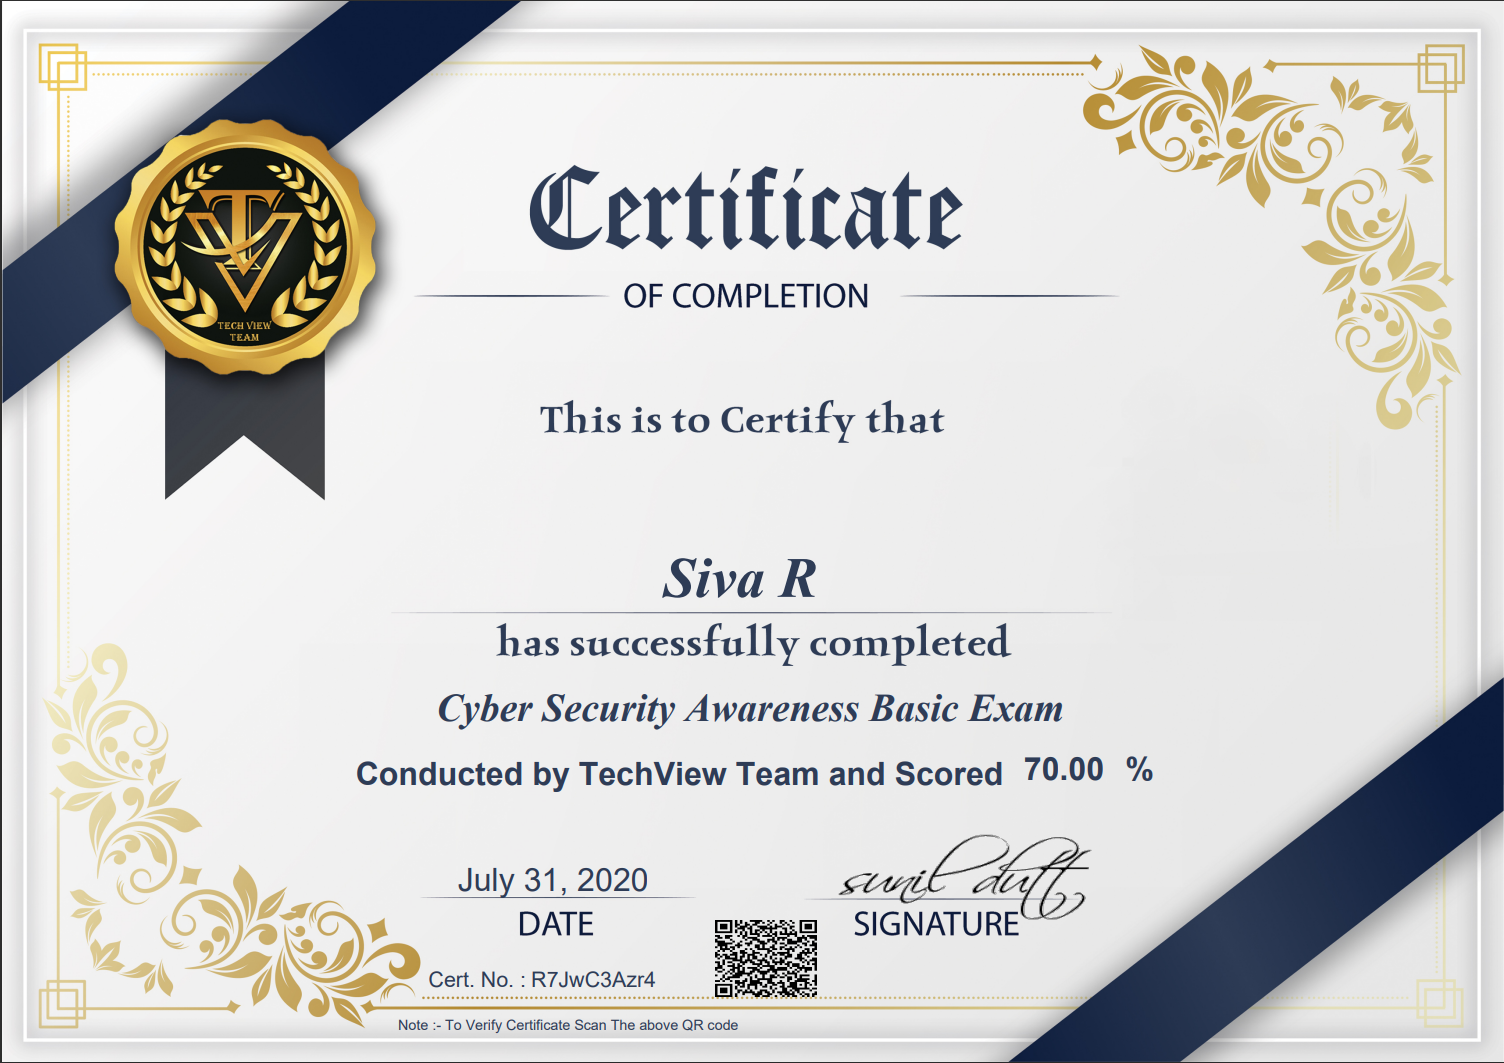 TECH VIEW
TEAM
Certificate
OF COMPLETION
This is to Certify that
Siva R
has successfully completed
Cyber Security Awareness Basic Exam
Conducted by TechView Team and Scored 70.00 %
July 31, 2020
DATE
sunil dutt
SIGNATURE
Cert. No. : R7JwC3Azr4
Note :- To Verify Certificate Scan The above QR code